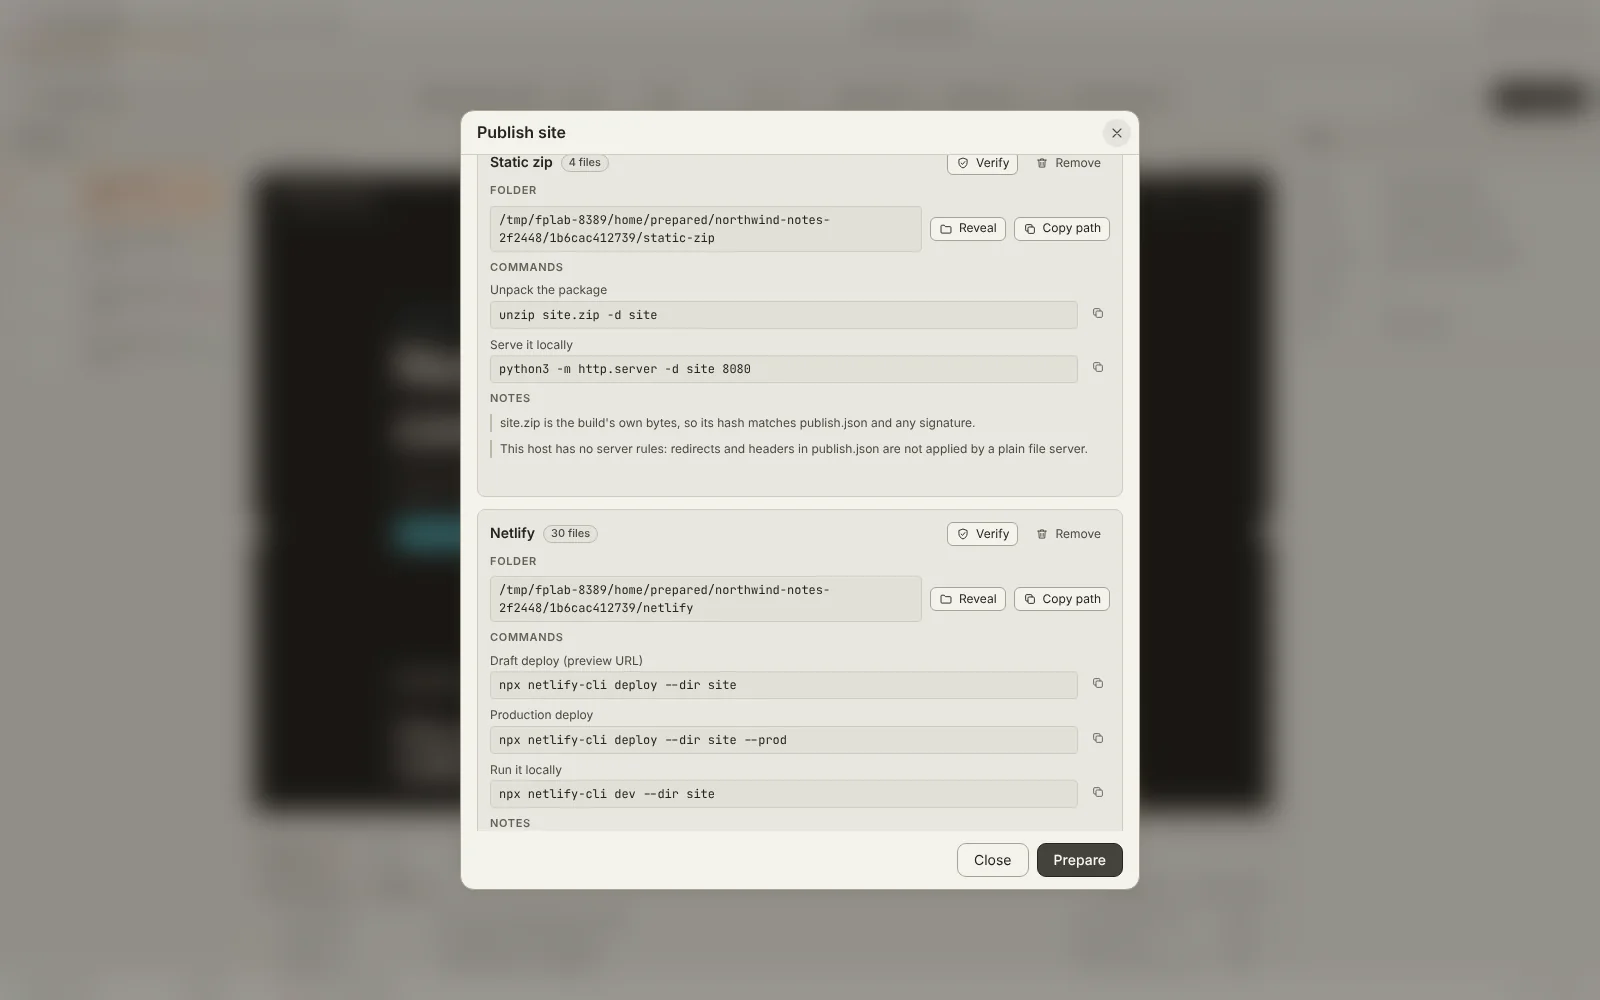 Publish site
Static zip 4 files Verify Remove
FOLDER
/tmp/fplab-8389/home/prepared/northwind-notes-
2f2448/1b6cac412739/static-zip
Reveal Copy path
COMMANDS
Unpack the package
unzip site.zip -d site
Serve it locally
python3 -m http.server -d site 8080
NOTES
site.zip is the build's own bytes, so its hash matches publish.json and any signature.
This host has no server rules: redirects and headers in publish.json are not applied by a plain file server.
Netlify 30 files Verify Remove
FOLDER
/tmp/fplab-8389/home/prepared/northwind-notes-
2f2448/1b6cac412739/netlify
Reveal Copy path
COMMANDS
Draft deploy (preview URL)
npx netlify-cli deploy --dir site
Production deploy
npx netlify-cli deploy --dir site --prod
Run it locally
npx netlify-cli dev --dir site
NOTES
Close Prepare